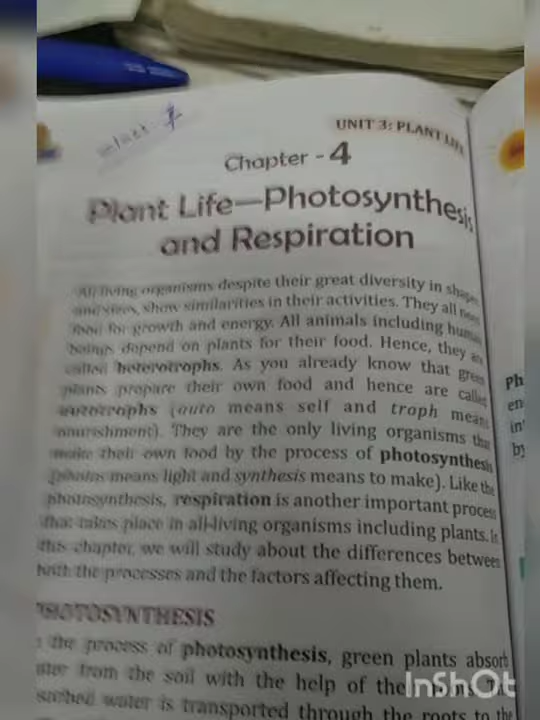 UNIT 3: PLANT LIFE
Chapter - 4
Plant Life—Photosynthesis
and Respiration
All living organisms despite their great diversity in shapes
and sizes, show similarities in their activities. They all need
food for growth and energy. All animals including human
beings depend on plants for their food. Hence, they are
called heterotrophs. As you already know that green
plants prepare their own food and hence are called
autotrophs (auto means self and troph means
nourishment). They are the only living organisms that
make their own food by the process of photosynthesis
(photos means light and synthesis means to make). Like the
photosynthesis, respiration is another important process
that takes place in all living organisms including plants. In
this chapter, we will study about the differences between
both the processes and the factors affecting them.
PHOTOSYNTHESIS
the process of photosynthesis, green plants absorb
from the soil with the help of their
water is transported through the roots to the
Ph
en
in
by
InShOt